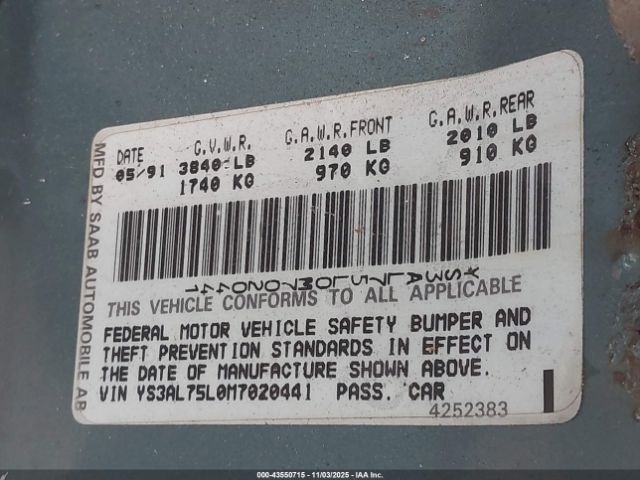 DATE G.V.W.R. G.A.W.R.FRONT G.A.W.R.REAR
05/91 3840 LB 2140 LB 2010 LB
1740 KG 970 KG 910 KG
MFD BY SAAB AUTOMOBILE AB
*YS3AL75L0M7020441
THIS VEHICLE CONFORMS TO ALL APPLICABLE
FEDERAL MOTOR VEHICLE SAFETY BUMPER AND
THEFT PREVENTION STANDARDS IN EFFECT ON
THE DATE OF MANUFACTURE SHOWN ABOVE.
VIN YS3AL75L0M7020441 PASS. CAR
4252383
000-43550715 - 11/03/2025 - IAA Inc.